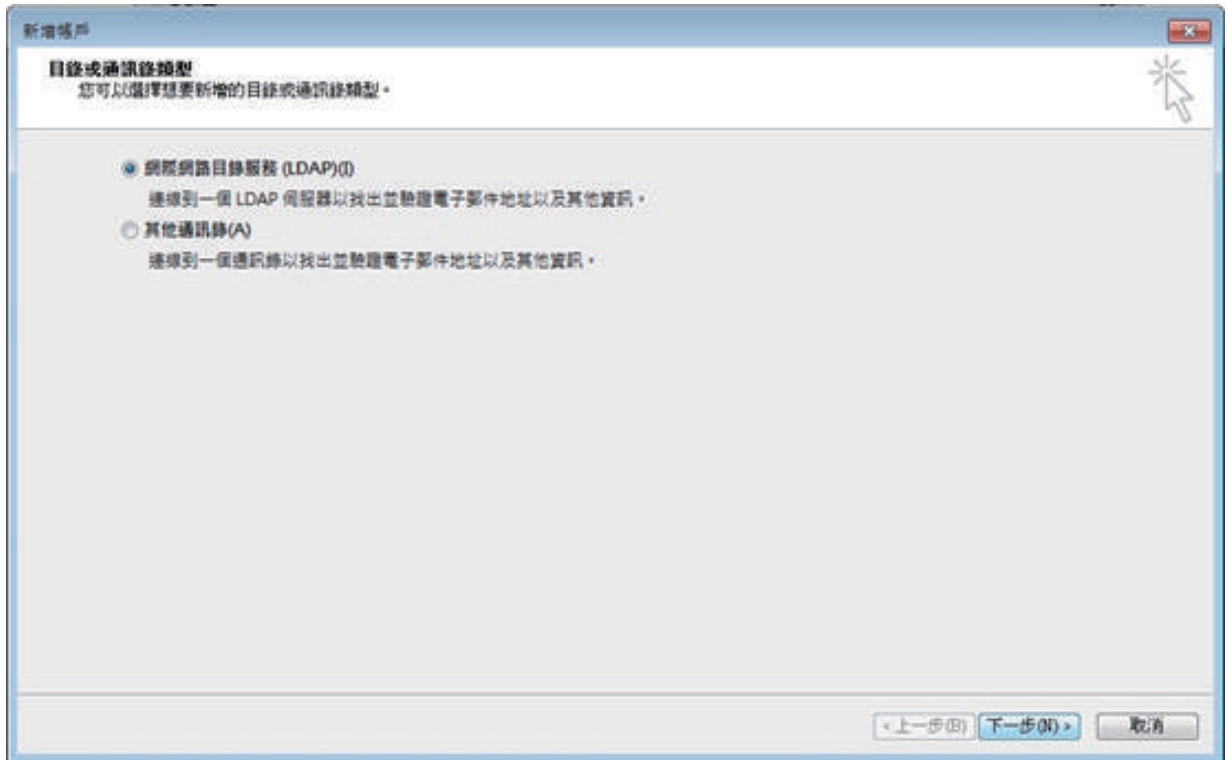 新增帳戶
目錄或通訊錄類型
您可以選擇想要新增的目錄或通訊錄類型。
網際網路目錄服務 (LDAP)(I)
連線到一個 LDAP 伺服器以找出並驗證電子郵件地址以及其他資訊。
其他通訊錄(A)
連線到一個通訊錄以找出並驗證電子郵件地址以及其他資訊。
<上一步(B) 下一步(N)> 取消